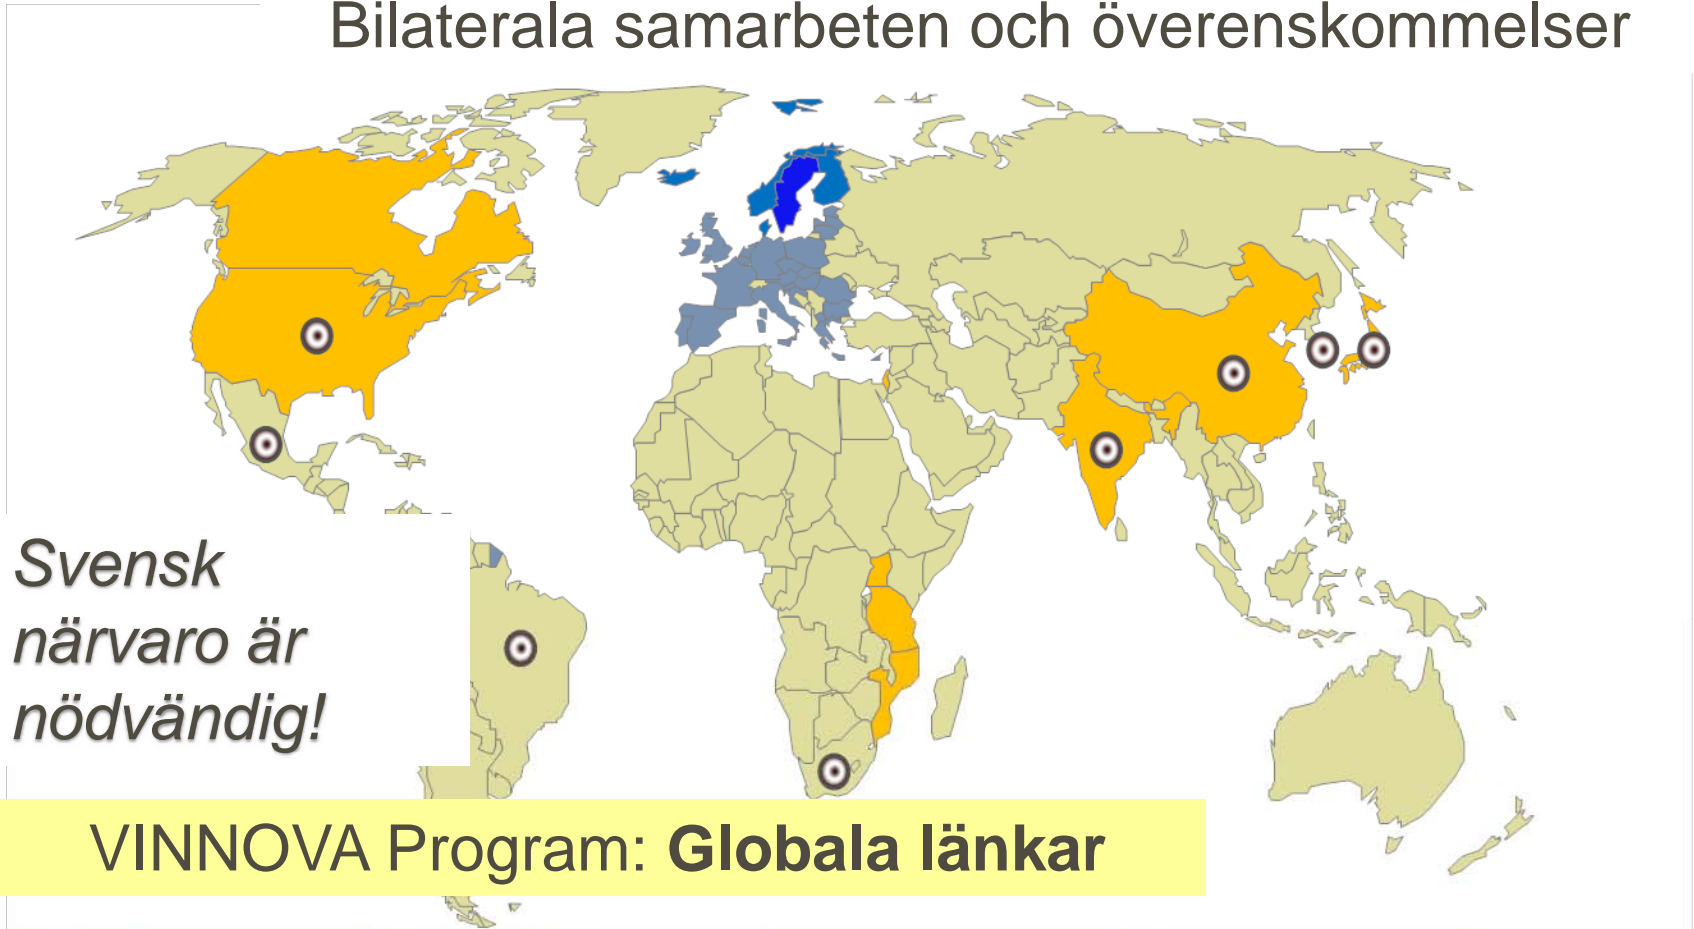 Bilaterala samarbeten och överenskommelser
Svensk
närvaro är
nödvändig!
VINNOVA Program: Globala länkar